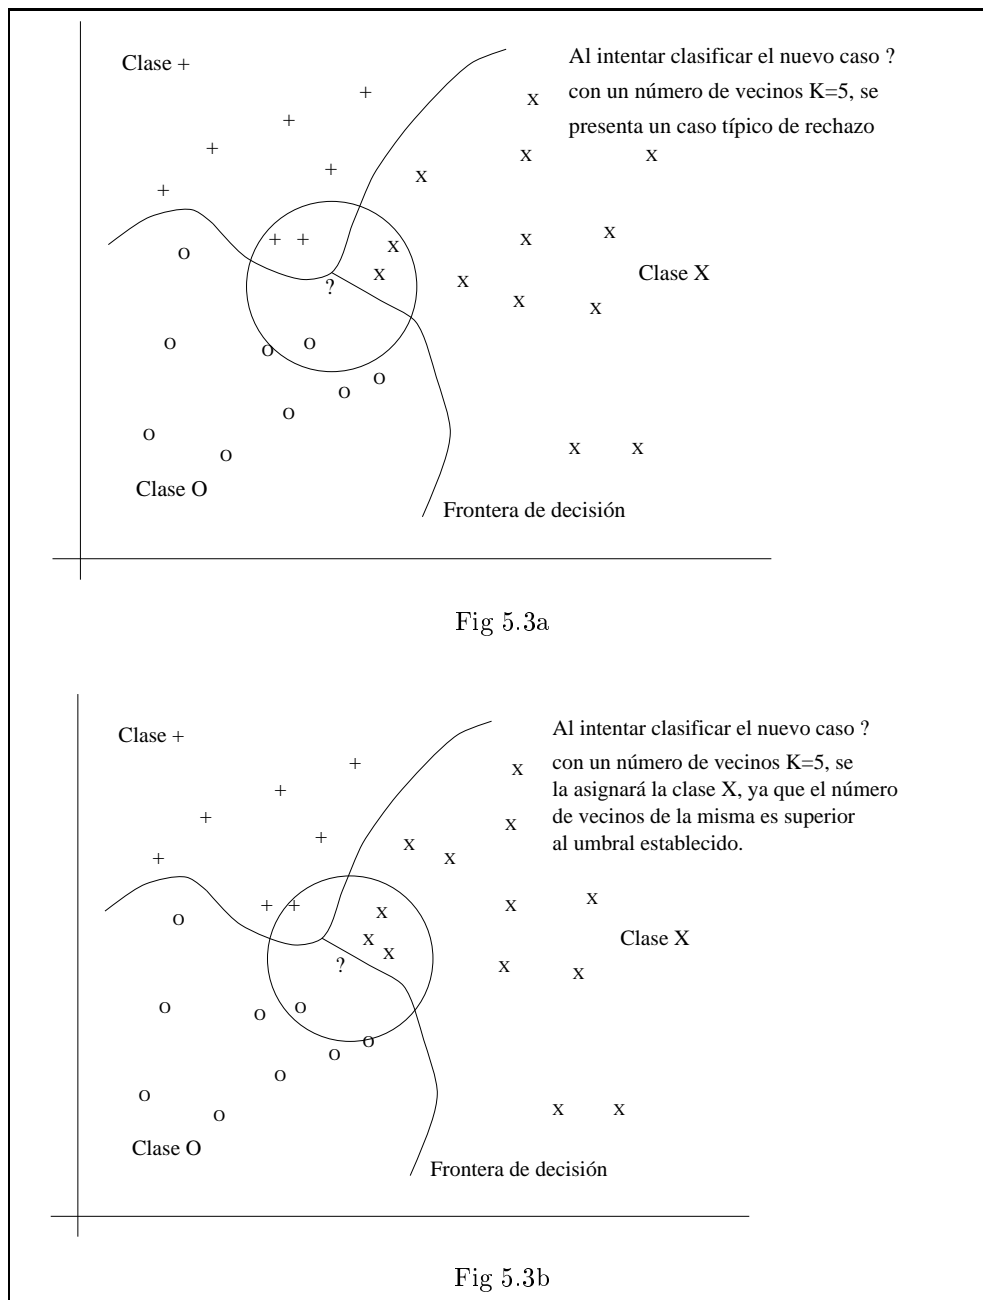 Clase +
Al intentar clasificar el nuevo caso ?
con un número de vecinos K=5, se
presenta un caso típico de rechazo
Clase X
?
Clase O
Frontera de decisión
Fig 5.3a
Clase +
Al intentar clasificar el nuevo caso ?
con un número de vecinos K=5, se
la asignará la clase X, ya que el número
de vecinos de la misma es superior
al umbral establecido.
Clase X
?
Clase O
Frontera de decisión
Fig 5.3b